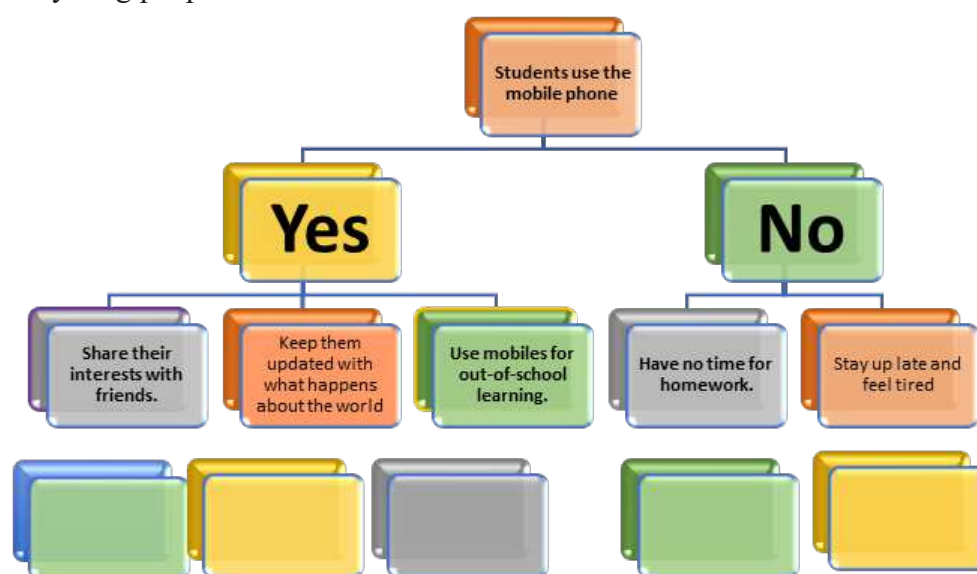 Students use the
mobile phone
Yes
No
Share their
interests with
friends.
Keep them
updated with
what happens
about the world
Use mobiles for
out-of-school
learning.
Have no time for
homework.
Stay up late and
feel tired